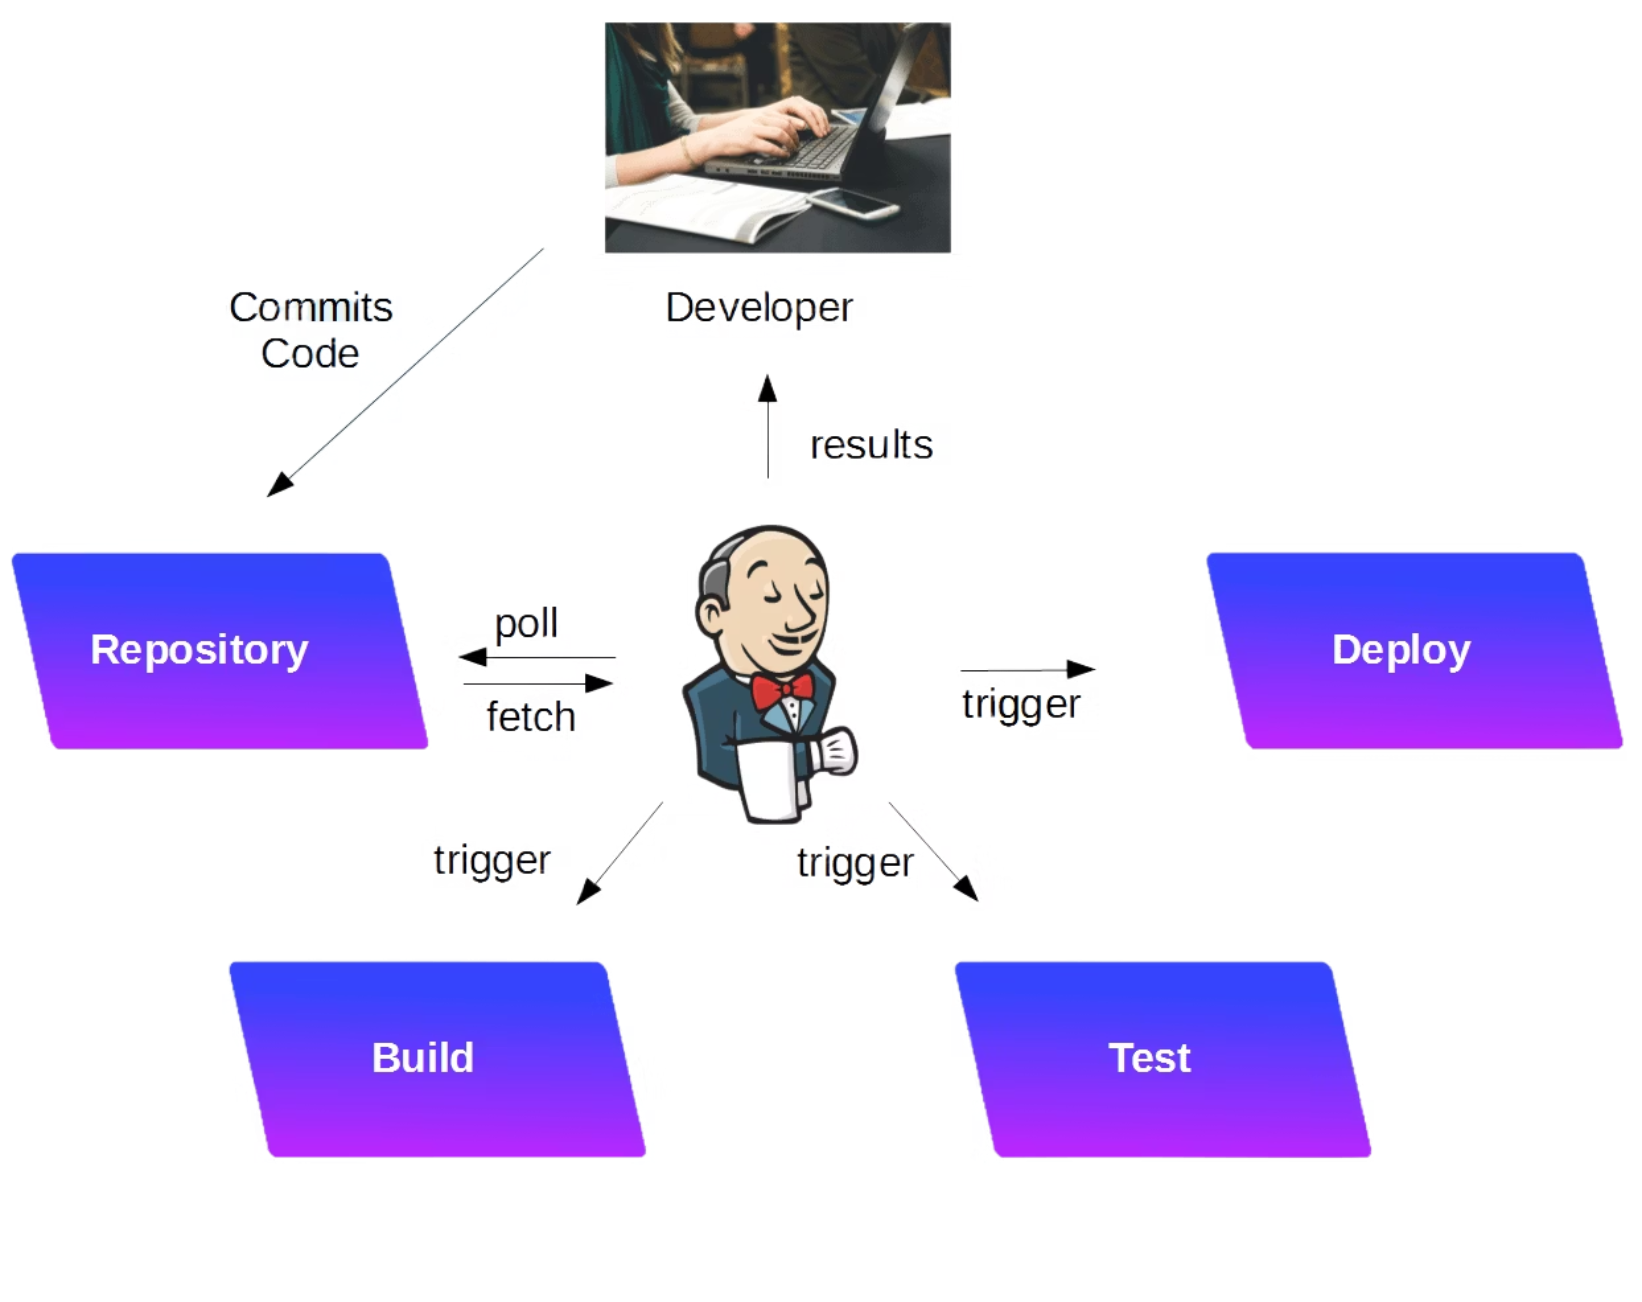 Commits
Code
Developer
results
Repository
poll
fetch
trigger
Deploy
trigger
trigger
Build
Test